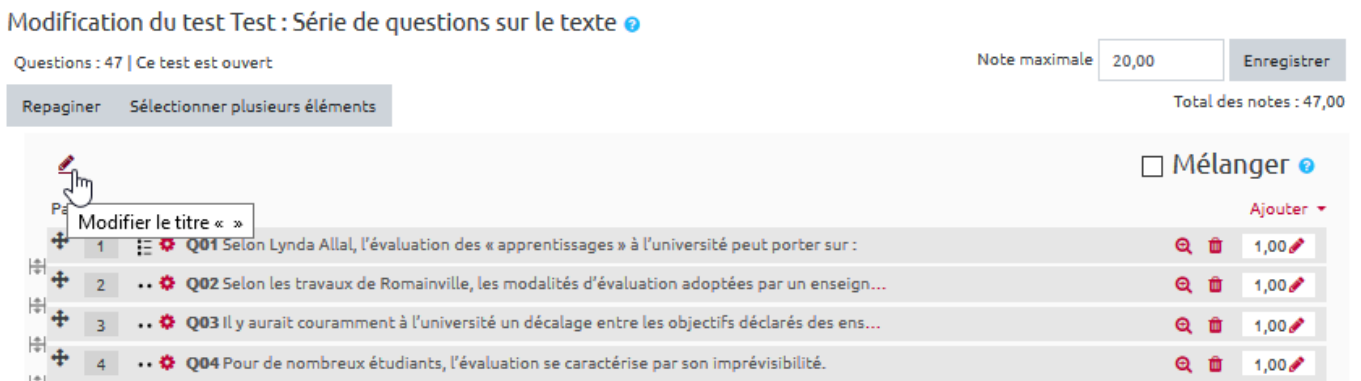 Modification du test Test : Série de questions sur le texte ?
Questions : 47 | Ce test est ouvert
Note maximale 20,00 Enregistrer
Repaginer Sélectionner plusieurs éléments
Total des notes : 47,00
Mélanger ?
Pa
Modifier le titre « »
Ajouter
1 Q01 Selon Lynda Allal, l’évaluation des « apprentissages » à l’université peut porter sur : 1,00
2 Q02 Selon les travaux de Romainville, les modalités d’évaluation adoptées par un enseign... 1,00
3 Q03 Il y aurait couramment à l’université un décalage entre les objectifs déclarés des ens... 1,00
4 Q04 Pour de nombreux étudiants, l’évaluation se caractérise par son imprévisibilité. 1,00